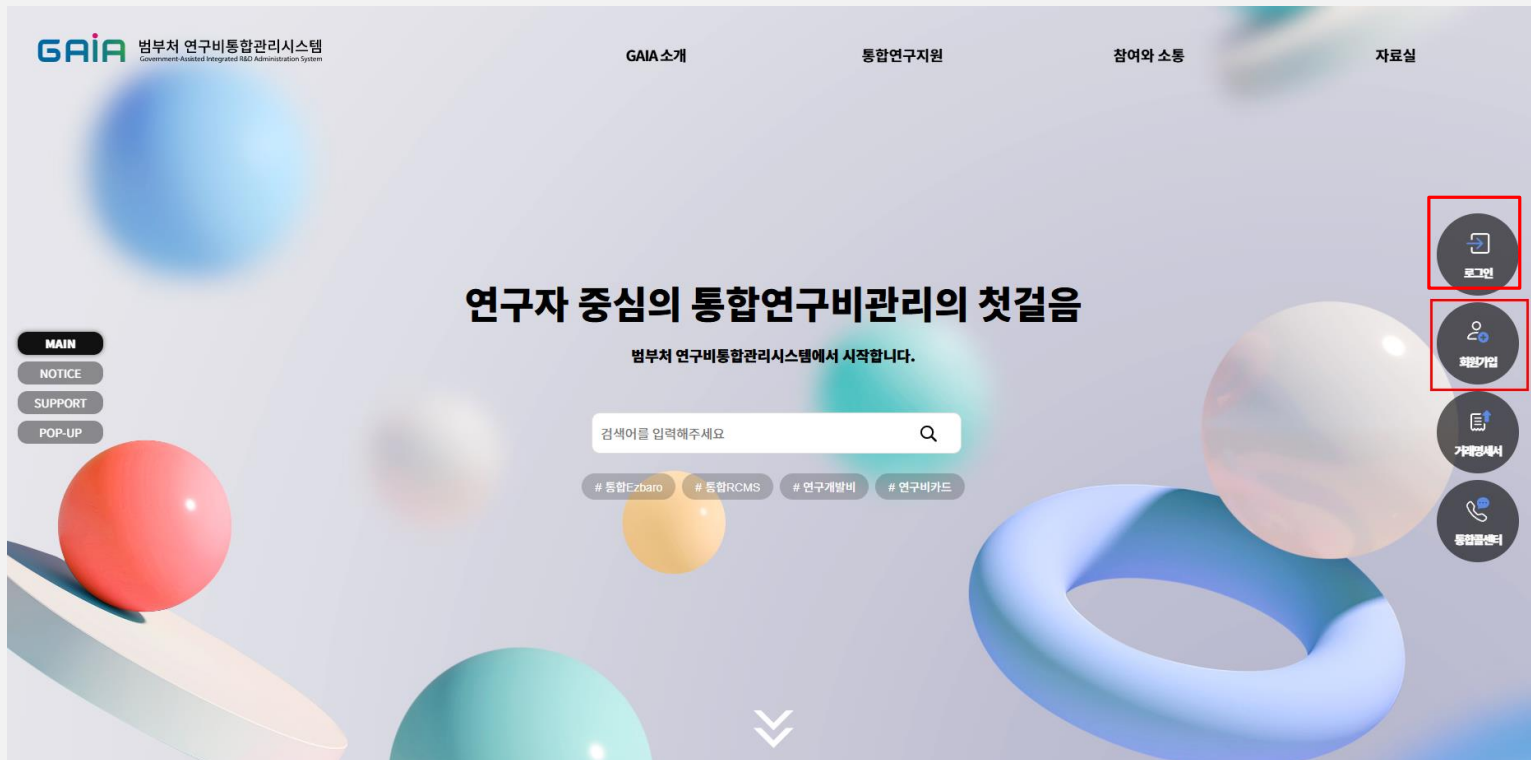 GAIA 범부처 연구비통합관리시스템
Government-Assisted Integrated R&D Administration System
GAIA 소개 통합연구지원 참여와 소통 자료실
로그인
연구자 중심의 통합연구비관리의 첫걸음
범부처 연구비통합관리시스템에서 시작합니다.
MAIN
NOTICE
SUPPORT
POP-UP
회원가입
검색어를 입력해주세요
거래명세서
# 통합Ezbaro # 통합RCMS # 연구개발비 # 연구비카드
통합콜센터